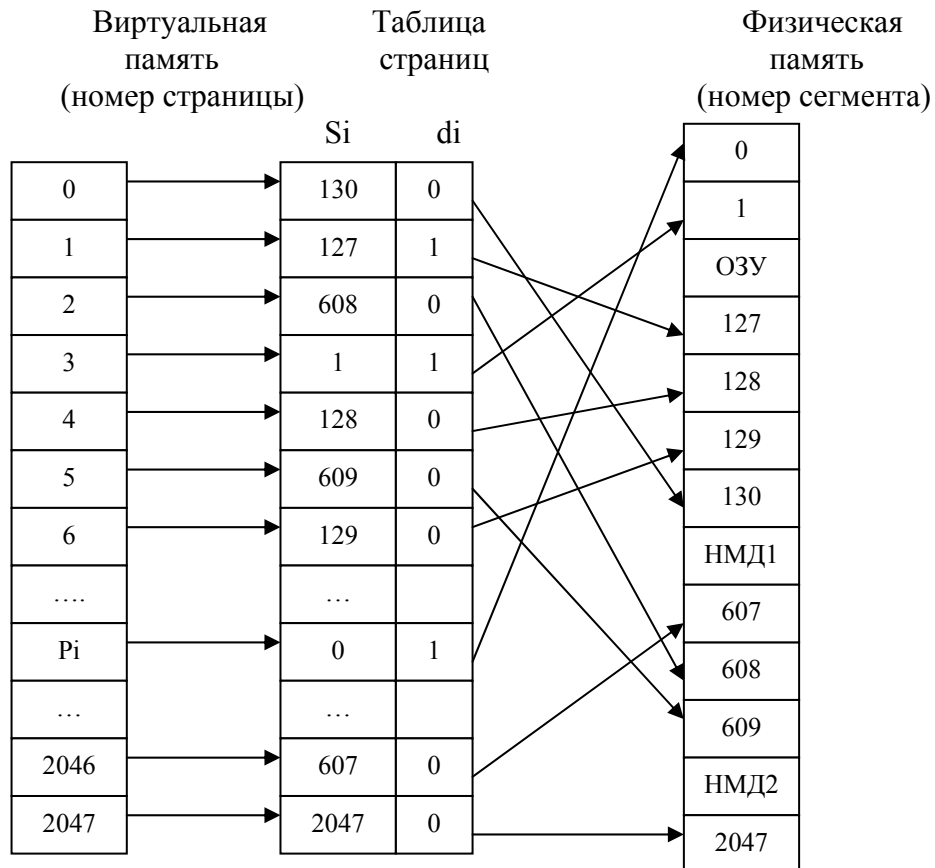 Виртуальная
память
(номер страницы)
Таблица
страниц
Физическая
память
(номер сегмента)
Si di
0
1
2
3
4
5
6
....
Pi
...
2046
2047
130 0
127 1
608 0
1 1
128 0
609 0
129 0
...
0 1
...
607 0
2047 0
0
1
ОЗУ
127
128
129
130
НМД1
607
608
609
НМД2
2047